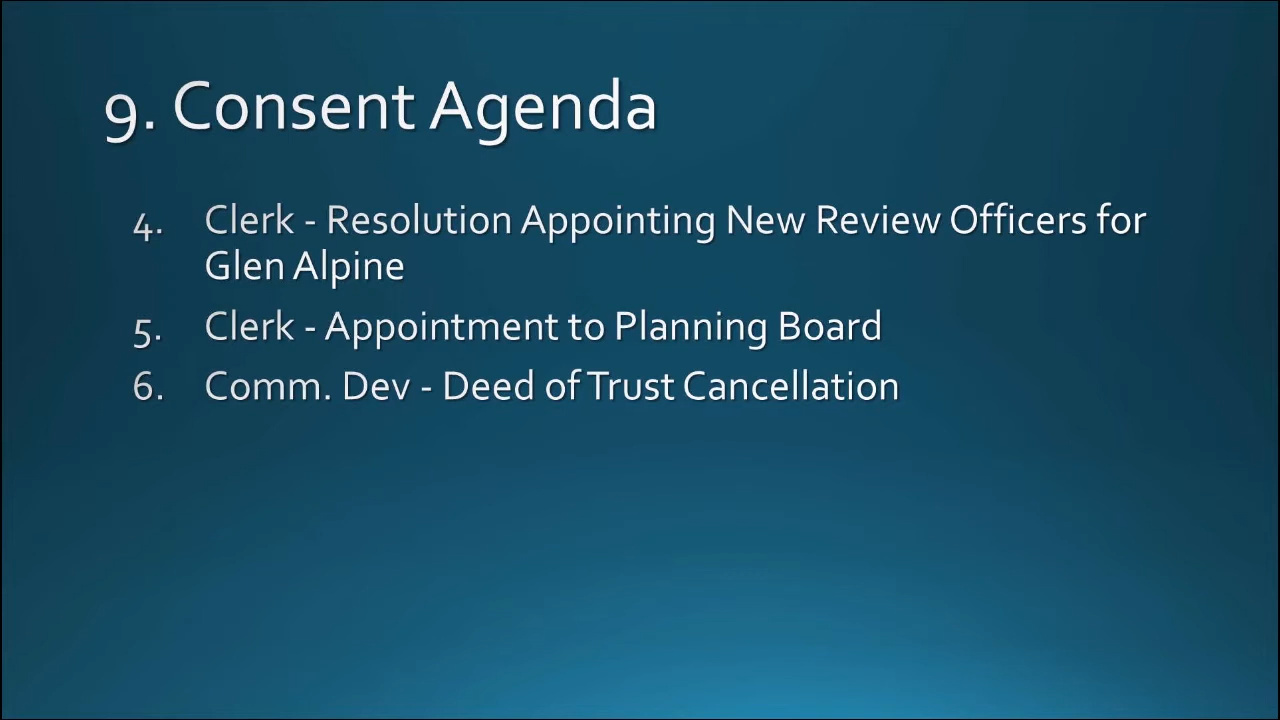 9. Consent Agenda
4. Clerk - Resolution Appointing New Review Officers for
Glen Alpine
5. Clerk - Appointment to Planning Board
6. Comm. Dev - Deed of Trust Cancellation